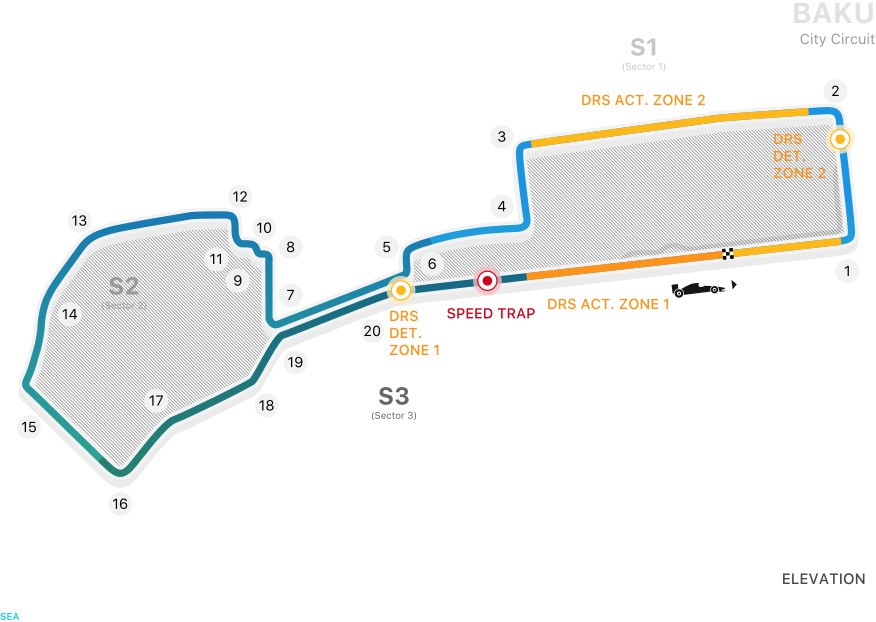 BAKU
City Circuit
S1
(Sector 1)
DRS ACT. ZONE 2
2
3
DRS
DET.
ZONE 2
12
4
13
10
5
8
11
6
9
1
S2
(Sector 2)
7
14
DRS ACT. ZONE 1
SPEED TRAP
20
DRS
DET.
ZONE 1
19
S3
(Sector 3)
17
18
15
16
ELEVATION
SEA